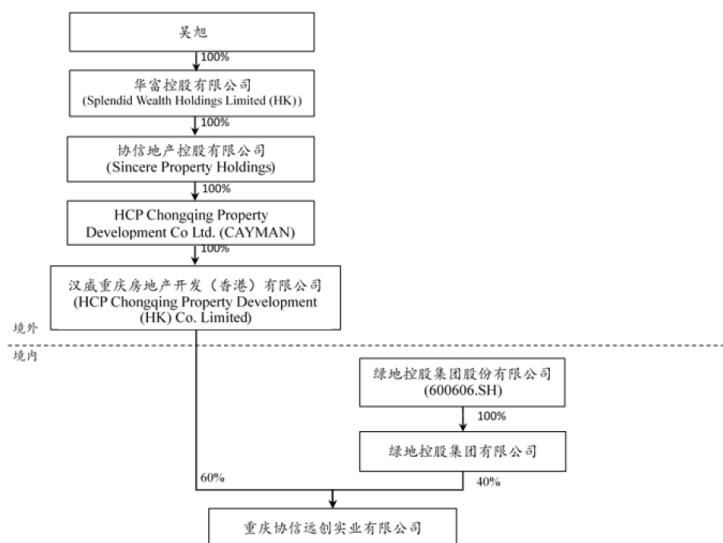 吴旭
100%
华富控股有限公司
(Splendid Wealth Holdings Limited (HK))
100%
协信地产控股有限公司
(Sincere Property Holdings)
100%
HCP Chongqing Property
Development Co Ltd. (CAYMAN)
100%
汉威重庆房地产开发（香港）有限公司
(HCP Chongqing Property Development
(HK) Co. Limited)
境外
境内
绿地控股集团股份有限公司
(600606.SH)
100%
绿地控股集团有限公司
60%
40%
重庆协信远创实业有限公司